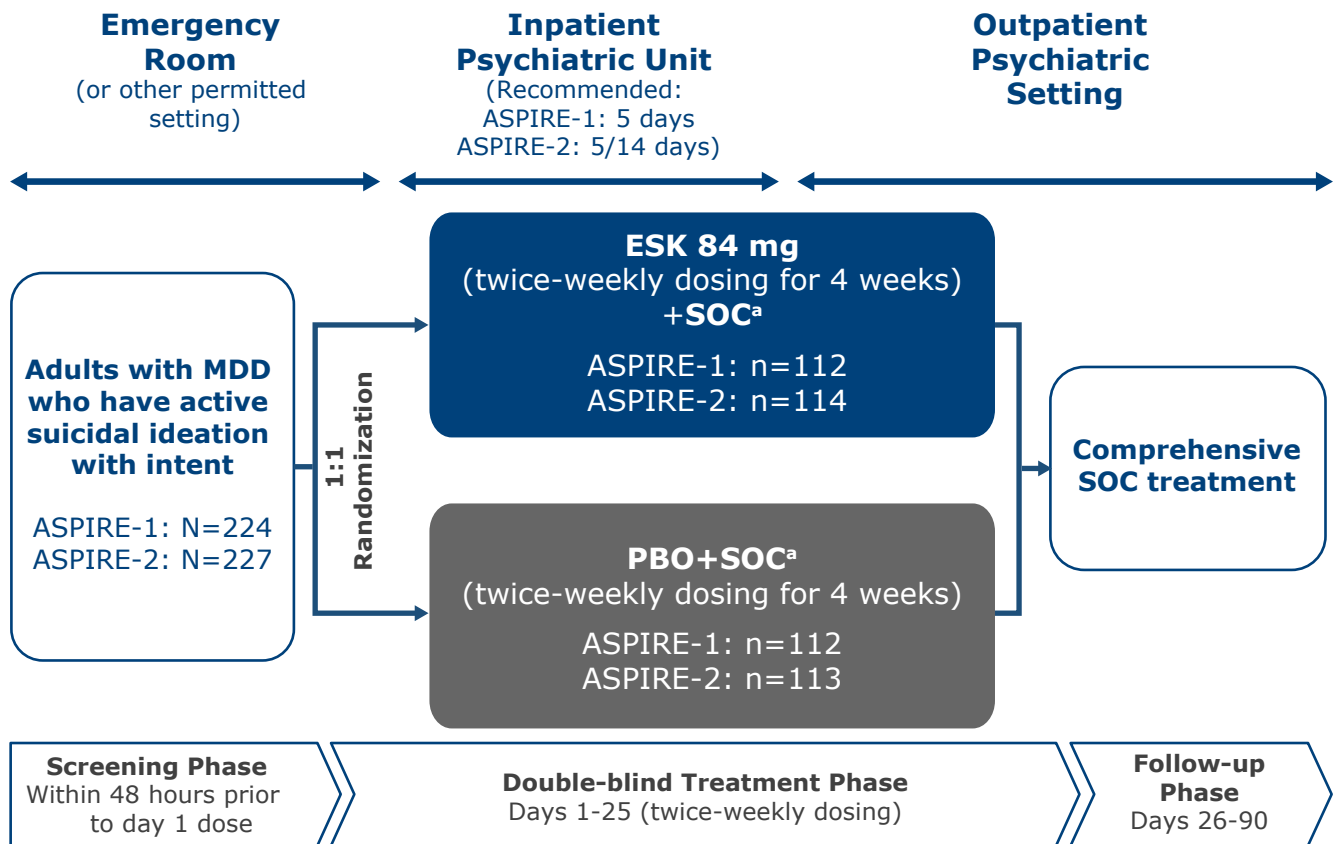 Emergency
Room
(or other permitted
setting)
Inpatient
Psychiatric Unit
(Recommended:
ASPIRE-1: 5 days
ASPIRE-2: 5/14 days)
Outpatient
Psychiatric
Setting
Adults with MDD
who have active
suicidal ideation
with intent
ASPIRE-1: N=224
ASPIRE-2: N=227
1:1
Randomization
ESK 84 mg
(twice-weekly dosing for 4 weeks)
+SOCᵃ
ASPIRE-1: n=112
ASPIRE-2: n=114
PBO+SOCᵃ
(twice-weekly dosing for 4 weeks)
ASPIRE-1: n=112
ASPIRE-2: n=113
Comprehensive
SOC treatment
Screening Phase
Within 48 hours prior
to day 1 dose
Double-blind Treatment Phase
Days 1-25 (twice-weekly dosing)
Follow-up
Phase
Days 26-90